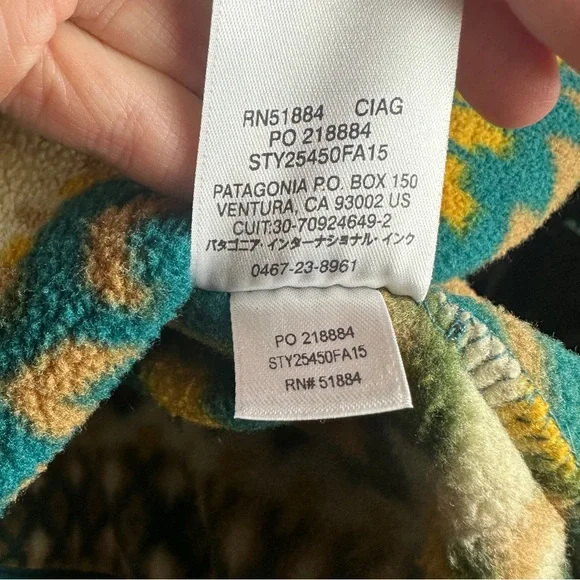 RN51884 CIAG
PO 218884
STY25450FA15
PATAGONIA P.O. BOX 150
VENTURA, CA 93002 US
CUIT:30-70924649-2
パタゴニア・インターナショナル・インク
0467-23-8961
PO 218884
STY25450FA15
RN# 51884